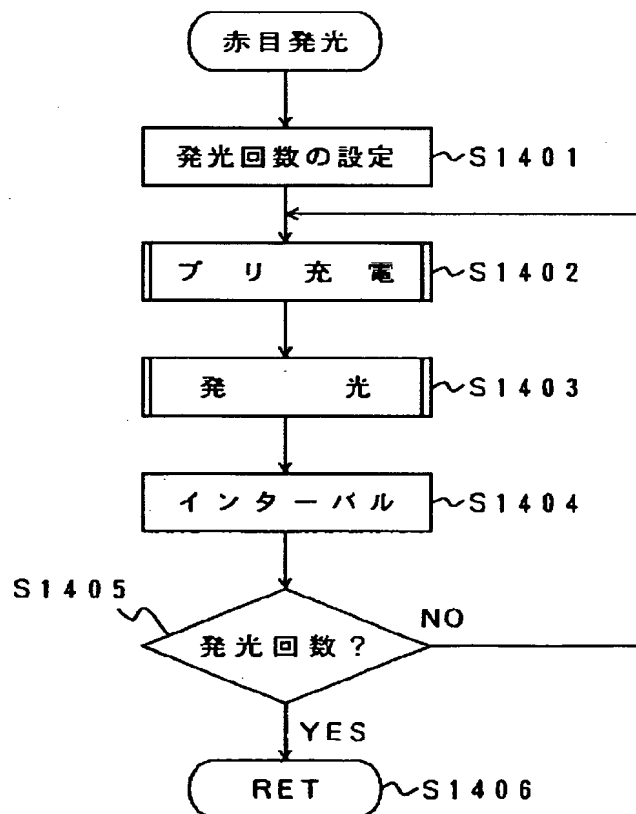 赤目発光
発光回数の設定 S1401
プリ充電 S1402
発光 S1403
インターバル S1404
S1405
発光回数? NO
YES
RET S1406